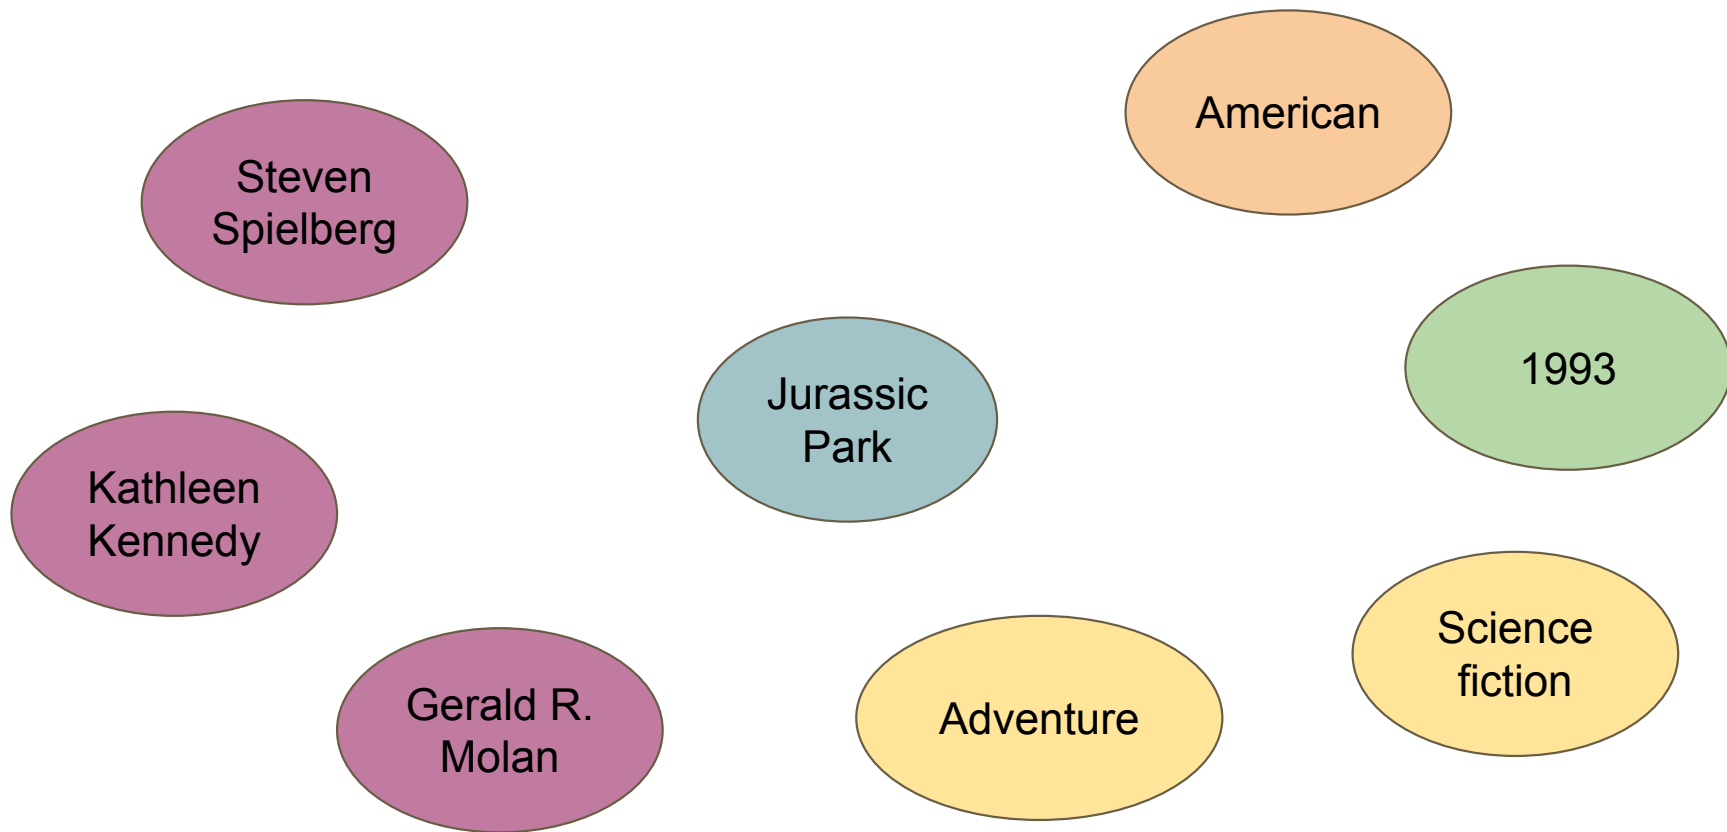 American
Steven
Spielberg
1993
Jurassic
Park
Kathleen
Kennedy
Science
fiction
Gerald R.
Molan
Adventure